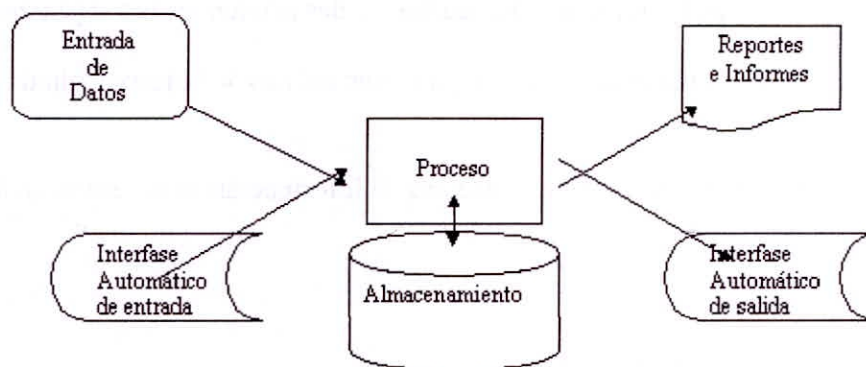 Entrada
de
Datos
Reportes
e Informes
Proceso
Interfase
Automático
de entrada
Almacenamiento
Interfase
Automático
de salida